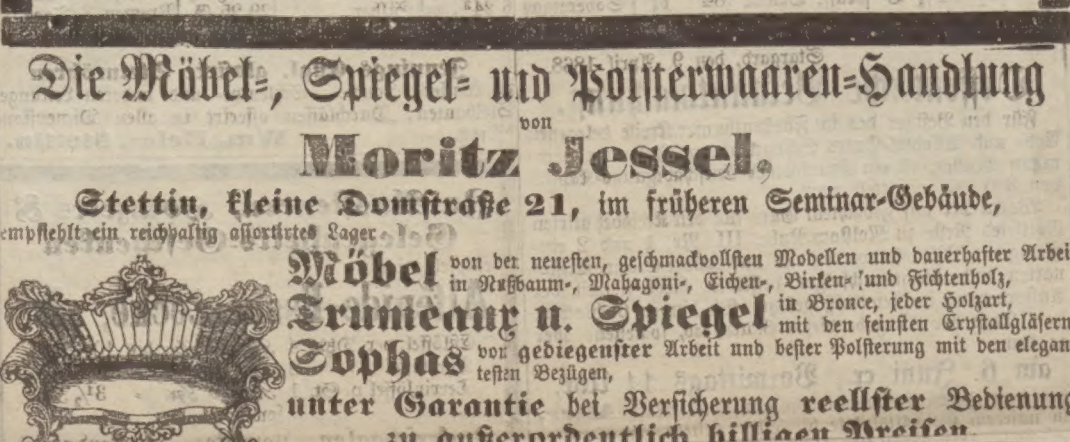 Die Möbel-, Spiegel- und Polsterwaaren-Handlung
von
Moritz Jessel,
Stettin, kleine Domstraße 21, im früheren Seminar-Gebäude,
empfiehlt ein reichhaltig assortirtes Lager
Möbel von den neuesten, geschmackvollsten Modellen und dauerhafter Arbei
in Nußbaum-, Mahagoni-, Eichen-, Birken- und Fichtenholz,
Trumeaux u. Spiegel in Bronce, jeder Holzart,
mit den feinsten Crystallgläsern
Sophas von gediegenster Arbeit und bester Polsterung mit den elegan
testen Bezügen,
unter Garantie bei Versicherung reellster Bedienung
zu außerordentlich billigen Preisen